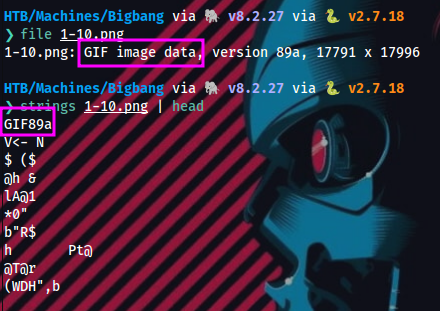 HTB/Machines/Bigbang via 🐘 v8.2.27 via 🐍 v2.7.18
❯ file 1-10.png
1-10.png: GIF image data, version 89a, 17791 x 17996
HTB/Machines/Bigbang via 🐘 v8.2.27 via 🐍 v2.7.18
❯ strings 1-10.png | head
GIF89a
V<- N
$ ($
@jh &
lA@1
*0"
b"R$
h       Pt@
@T@r
(WDH",b